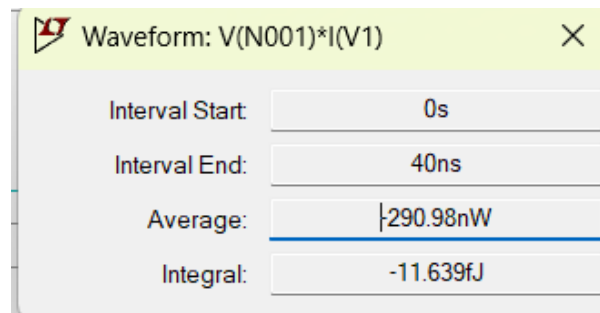 Waveform: V(N001)*I(V1)
Interval Start: 0s
Interval End: 40ns
Average: -290.98nW
Integral: -11.639fJ